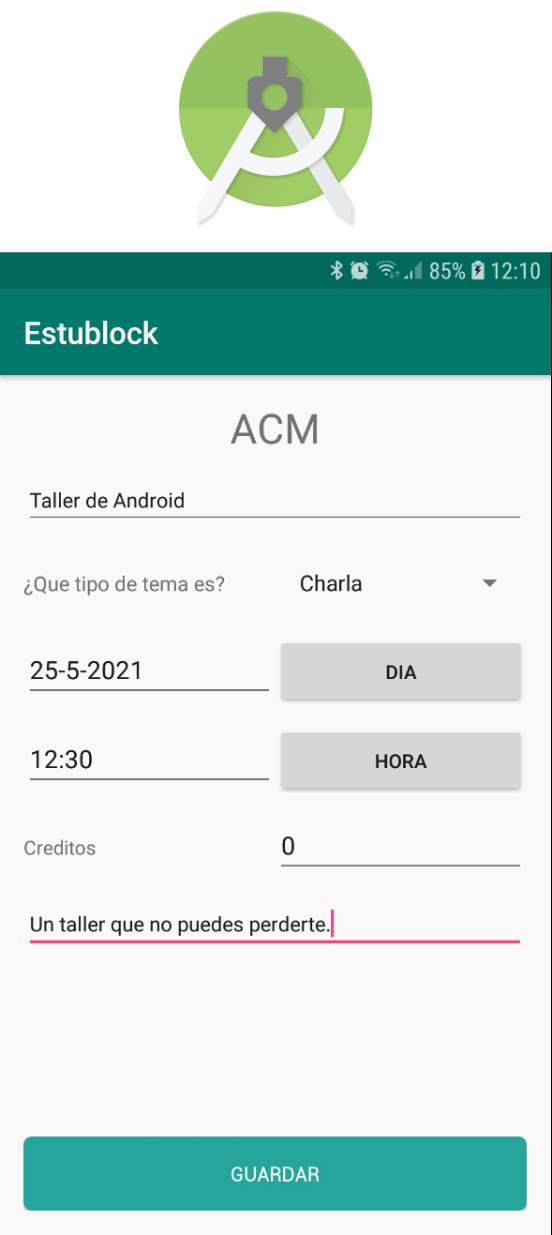 85% 12:10
Estublock
ACM
Taller de Android
¿Que tipo de tema es? Charla
25-5-2021 DIA
12:30 HORA
Creditos 0
Un taller que no puedes perderte.
GUARDAR